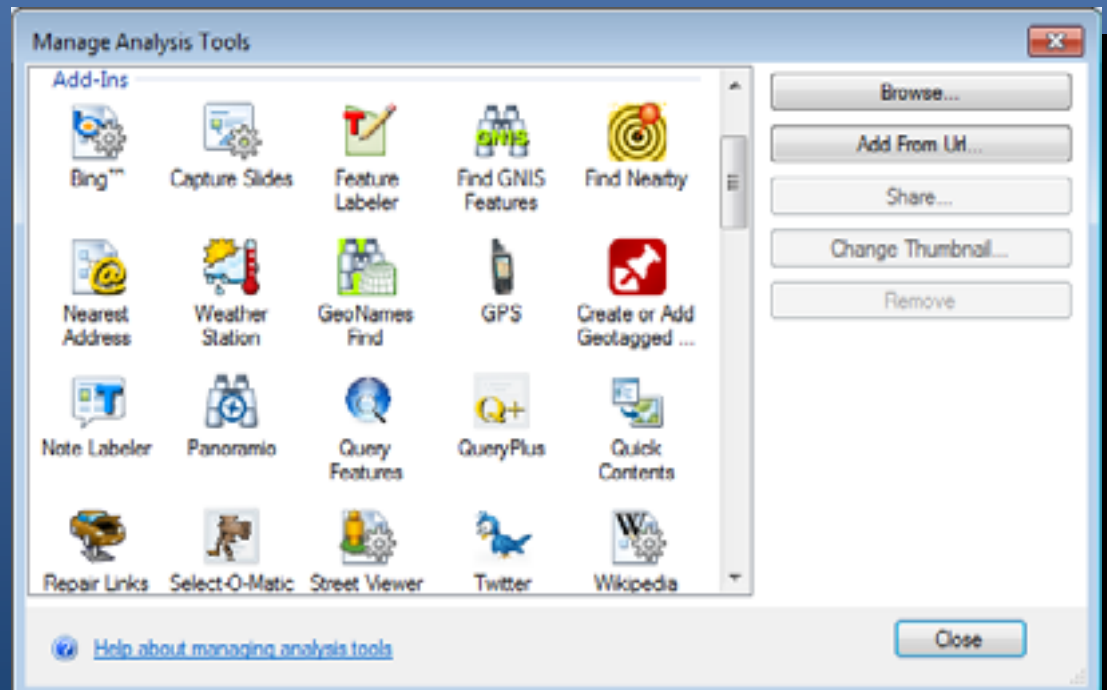 Manage Analysis Tools
Add-Ins
Browse...
Add From Url...
Share...
Change Thumbnail...
Remove
Bing™
Capture Slides
Feature
Labeler
GNIS
Find GNIS
Features
Find Nearby
Nearest
Address
Weather
Station
GeoNames
Find
GPS
Create or Add
Geotagged ...
Note Labeler
Panoramio
Query
Features
Q+
QueryPlus
Quick
Contents
Repair Links
Select-O-Matic
Street Viewer
Twitter
W
Wikipedia
Help about managing analysis tools
Close